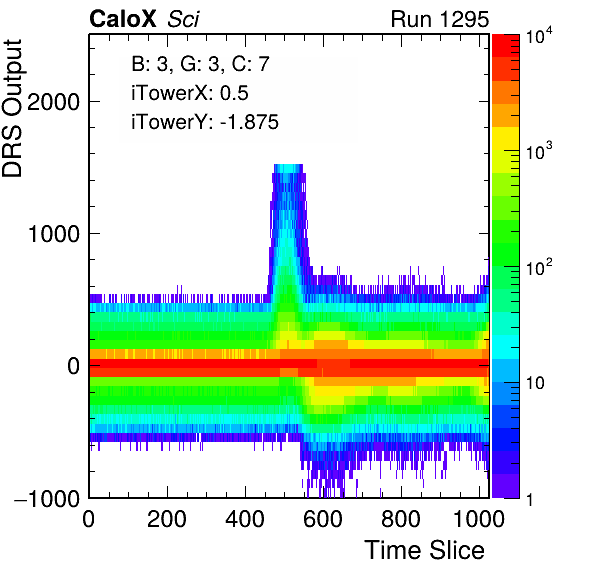 CaloX Sci Run 1295
B: 3, G: 3, C: 7
iTowerX: 0.5
iTowerY: -1.875
DRS Output
2000
1000
0
−1000
0 200 400 600 800 1000
Time Slice
10^4
10^3
10^2
10
1